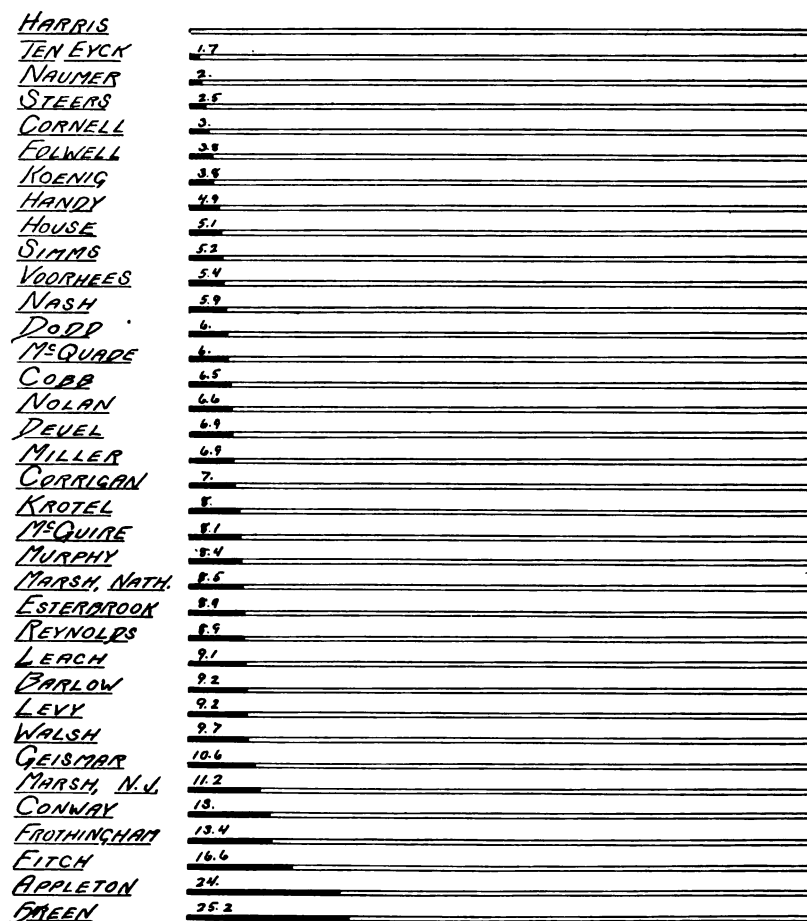 HARRIS
TEN EYCK 1.7
NAUMER 2.
STEERS 2.5
CORNELL 3.
FOLWELL 3.8
KOENIG 3.8
HANDY 4.9
HOUSE 5.1
SIMMS 5.2
VOORHEES 5.4
NASH 5.9
DODD 6.
McQUADE 6.
COBB 6.5
NOLAN 6.6
DEUEL 6.9
MILLER 6.9
CORRIGAN 7.
KROTEL 8.
McGUIRE 8.1
MURPHY 8.4
MARSH, NATH. 8.5
ESTERBROOK 8.9
REYNOLDS 8.9
LEACH 9.1
BARLOW 9.2
LEVY 9.2
WALSH 9.7
GEISMAR 10.6
MARSH, N.J. 11.2
CONWAY 13.
FROTHINGHAM 13.4
FITCH 16.6
APPLETON 24.
GREEN 25.2